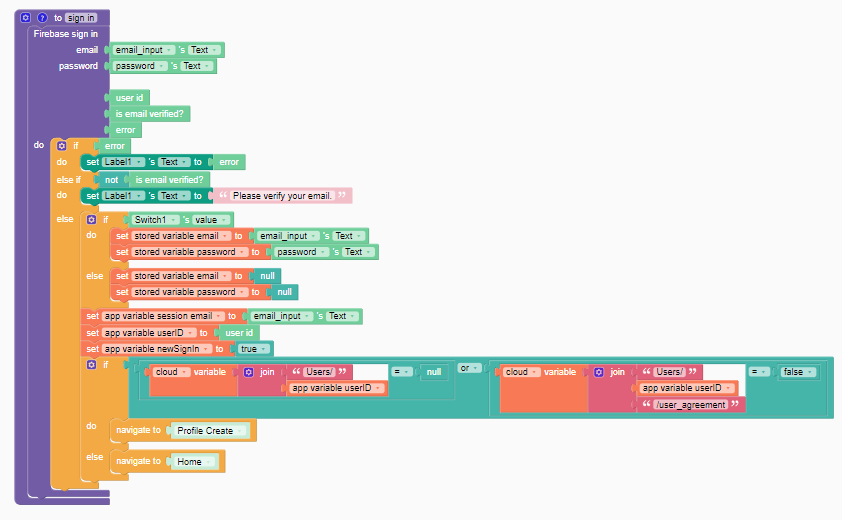 to sign in
Firebase sign in
email email_input 's Text
password password 's Text
user id
is email verified?
error
do if error
do set Label1 's Text to error
else if not is email verified?
do set Label1 's Text to “ Please verify your email. ”
else if Switch1 's value
do set stored variable email to email_input 's Text
set stored variable password to password 's Text
else set stored variable email to null
set stored variable password to null
set app variable session email to email_input 's Text
set app variable userID to user id
set app variable newSignIn to true
if cloud variable join “ Users/ ” = null or cloud variable join “ Users/ ” = false
app variable userID app variable userID
“ /user_agreement ”
do navigate to Profile Create
else navigate to Home